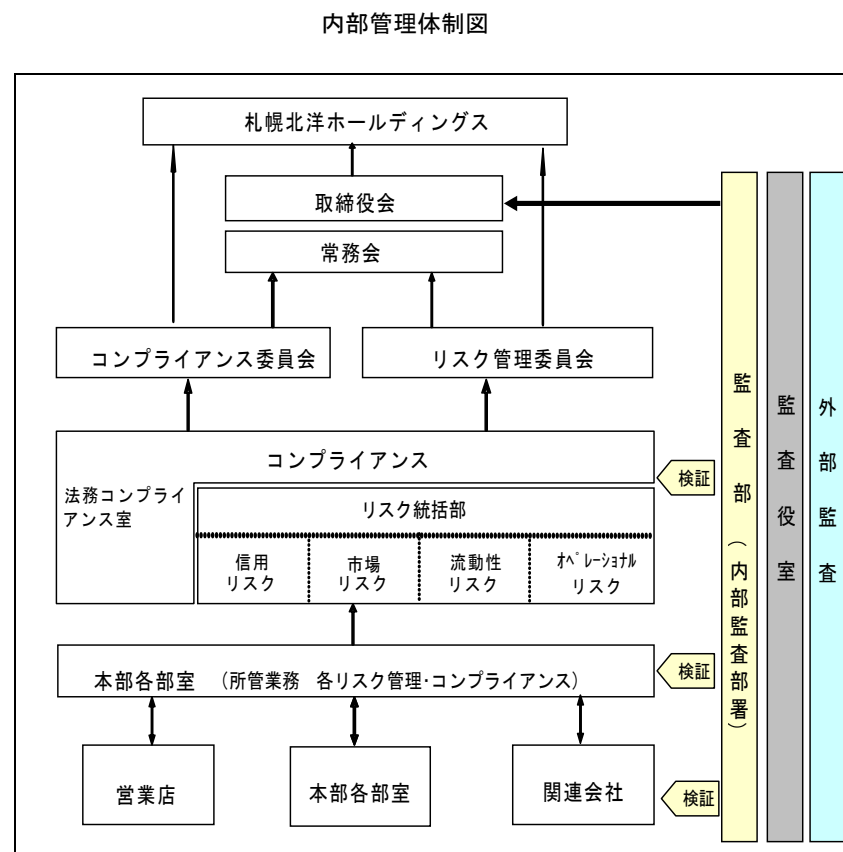 内部管理体制図
札幌北洋ホールディングス
取締役会
常務会
コンプライアンス委員会
リスク管理委員会
コンプライアンス
法務コンプライ
アンス室
リスク統括部
信用
リスク
市場
リスク
流動性
リスク
ｵﾍﾟﾚｰｼｮﾅﾙ
リスク
検証
本部各部室 （所管業務 各リスク管理･コンプライアンス）
検証
営業店
本部各部室
関連会社
検証
監査部（内部監査部署）
監査役室
外部監査